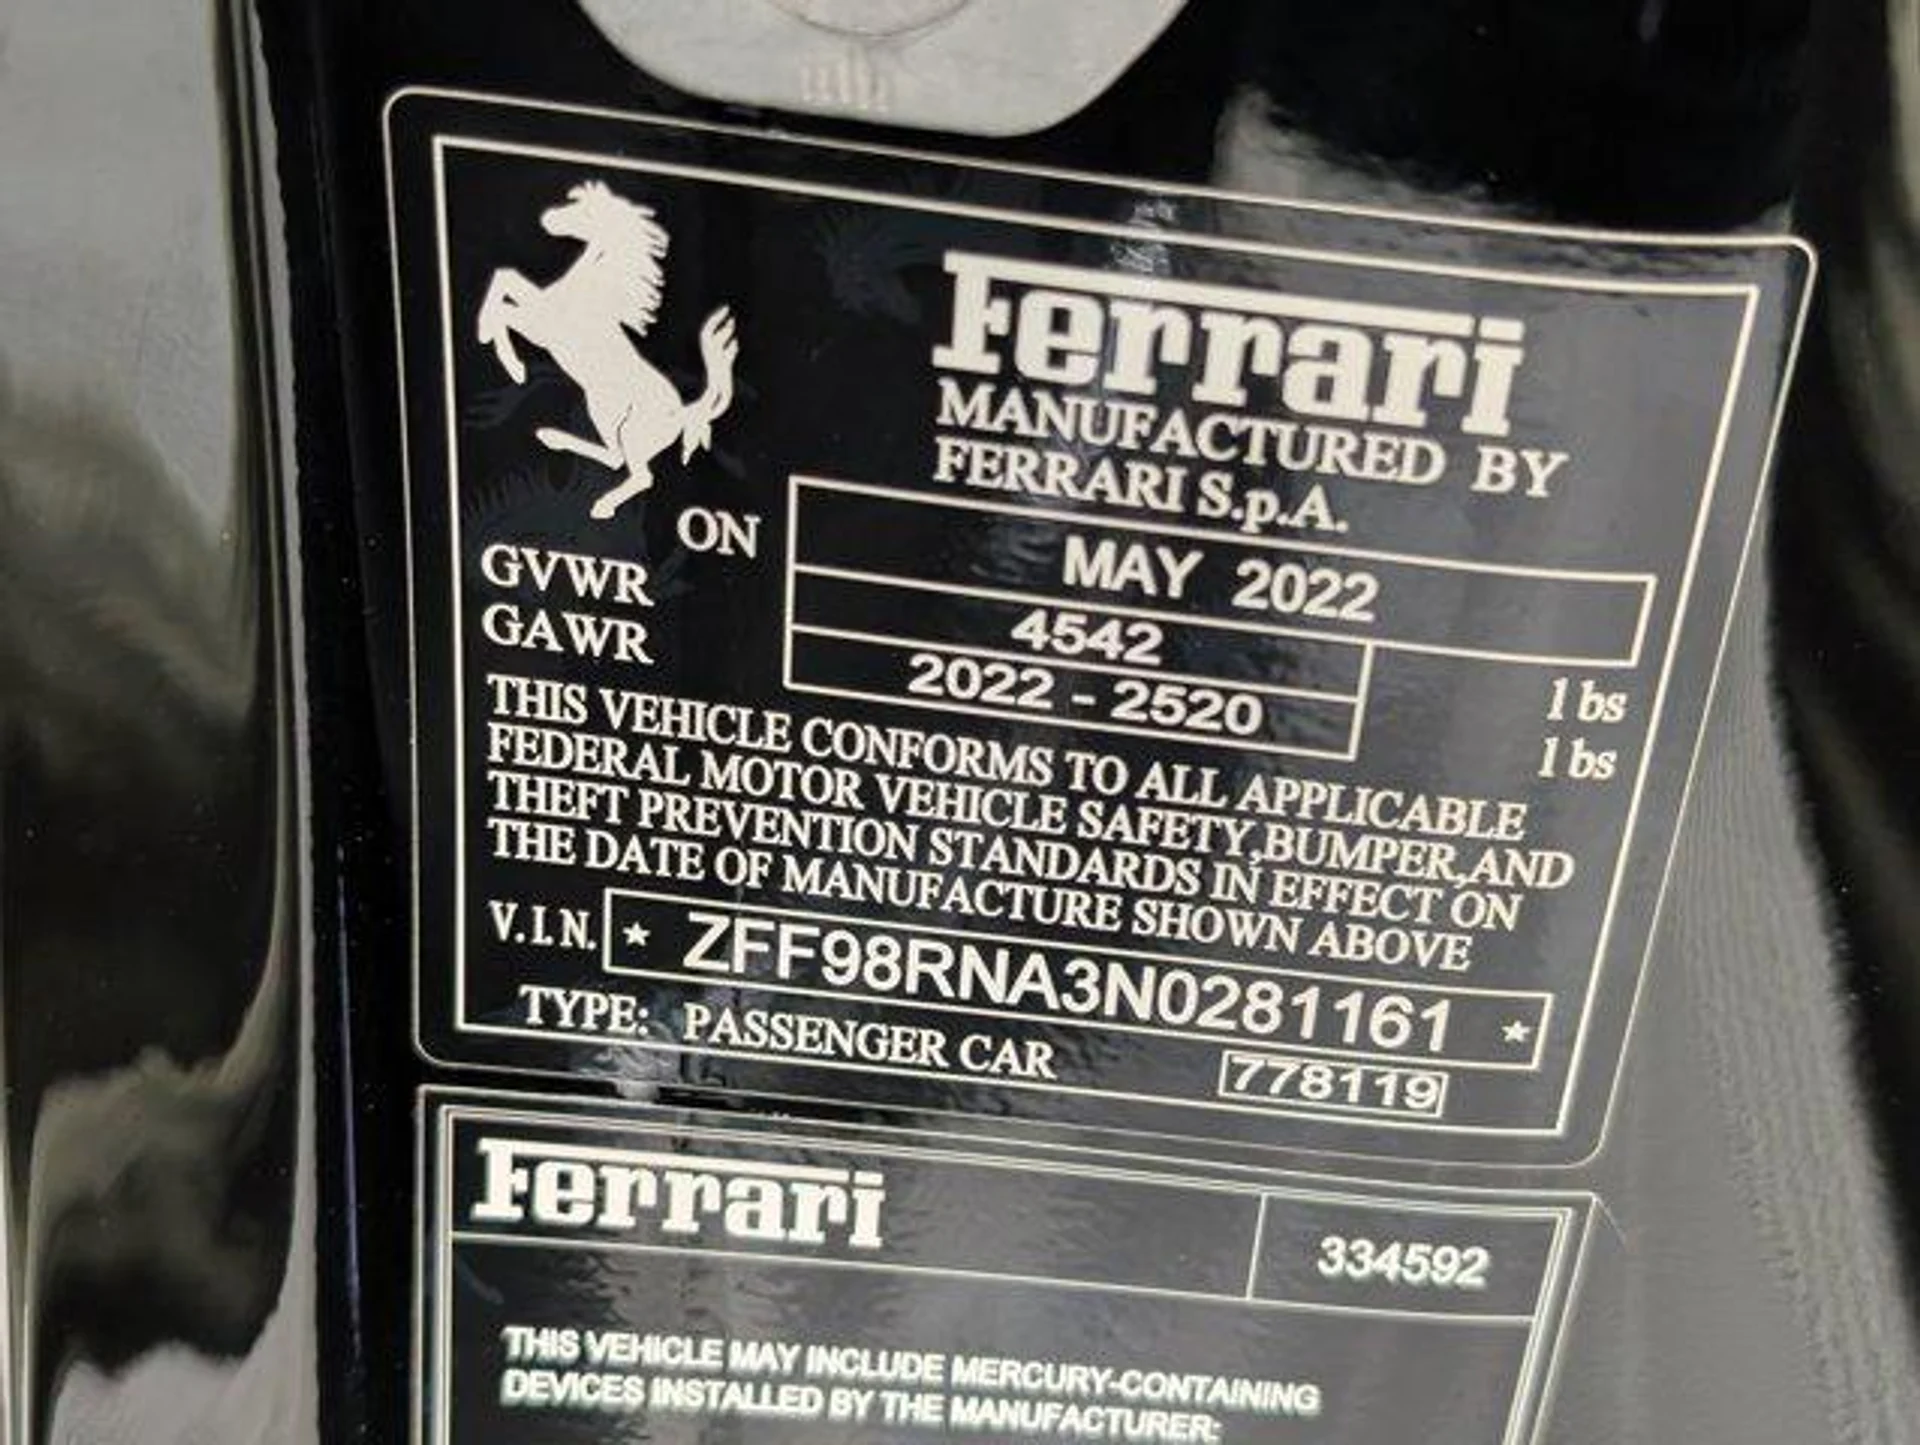 Ferrari
MANUFACTURED BY
FERRARI S.p.A.
ON MAY 2022
GVWR 4542 lbs
GAWR 2022 - 2520 lbs
THIS VEHICLE CONFORMS TO ALL APPLICABLE
FEDERAL MOTOR VEHICLE SAFETY,BUMPER,AND
THEFT PREVENTION STANDARDS IN EFFECT ON
THE DATE OF MANUFACTURE SHOWN ABOVE
V.I.N. * ZFF98RNA3N0281161 *
TYPE: PASSENGER CAR 778119
Ferrari 334592
THIS VEHICLE MAY INCLUDE MERCURY-CONTAINING
DEVICES INSTALLED BY THE MANUFACTURER: